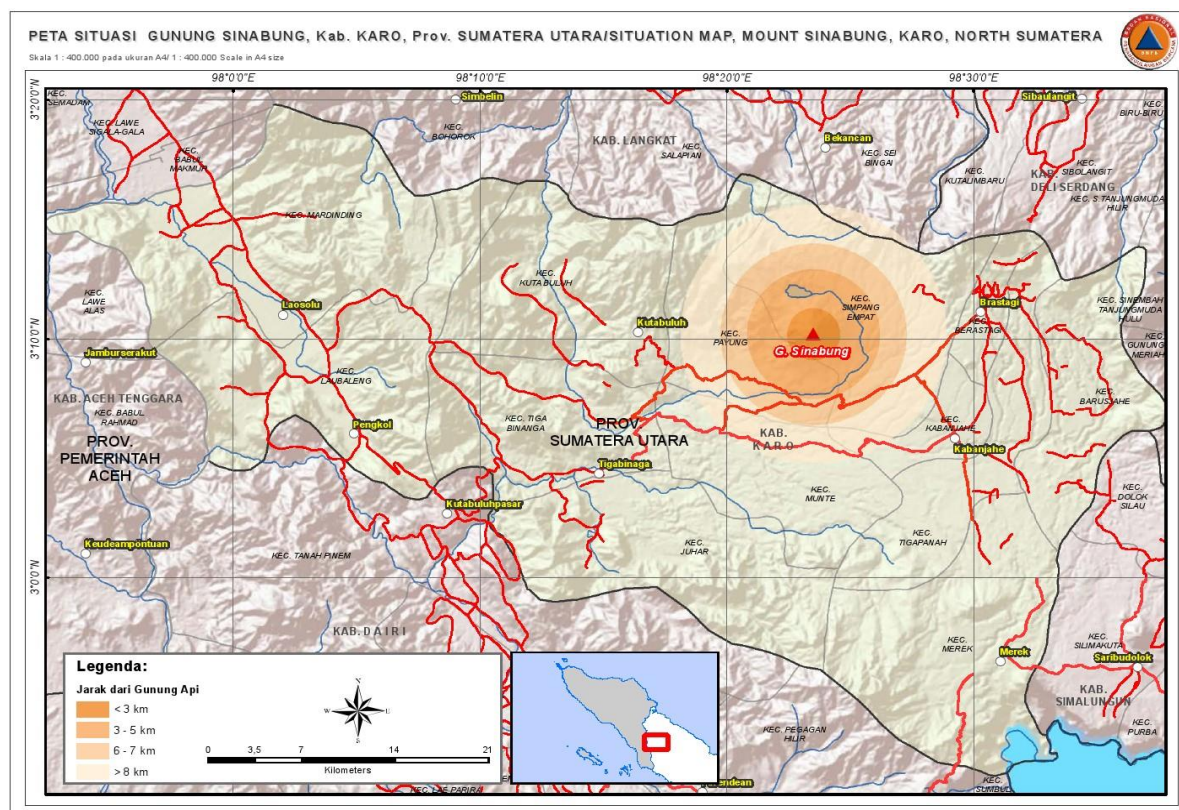 PETA SITUASI GUNUNG SINABUNG, Kab. KARO, Prov. SUMATERA UTARA/SITUATION MAP, MOUNT SINABUNG, KARO, NORTH SUMATERA
Skala 1 : 400.000 pada ukuran A4/ 1 : 400.000 Scale in A4 size
98°0'0"E
98°10'0"E
98°20'0"E
98°30'0"E
3°20'0"N
3°10'0"N
3°0'0"N
KEC.
SEMADAM
Simbelin
Sibaulangit
KEC.
BIRU-BIRU
KEC. LAWE
SIGALA-GALA
KEC.
BABUL
MAKMUR
KEC.
BOHOROK
KAB. LANGKAT
KEC.
SALAPIAN
Bekancan
KEC. SEI
BINGAI
KEC.
KUTALIMBARU
KEC.
SIBOLANGIT
KAB.
DELI SERDANG
KEC. S TANJUNGMUDA
HILIR
KEC. MARDINDING
KEC.
KUTA BULUH
KEC.
LAWE
ALAS
Laosolu
Kutabuluh
KEC.
PAYUNG
KEC.
SIMPANG
EMPAT
G. Sinabung
Brastagi
KEC.
BERASTAGI
KEC. SINEMBAH
TANJUNGMUDA
HULU
KEC.
GUNUNG
MERIAH
Jamburserakut
KEC.
LAUBALENG
KAB. ACEH TENGGARA
KEC. BABUL
RAHMAD
KEC.
BARUSJAHE
PROV.
PEMERINTAH
ACEH
Pengkol
KEC. TIGA
BINANGA
PROV.
SUMATERA UTARA
KAB.
KARO
KEC.
KABANJAHE
Kabanjahe
Tigabinaga
KEC.
MUNTE
KEC.
DOLOK
SILAU
Kutabuluhpasar
Keudeampontuan
KEC. TANAH PINEM
KEC.
JUHAR
KEC.
TIGAPANAH
KAB. DAIRI
KEC.
MEREK
Merek
KEC.
SILIMAKUTA
Saribudolok
KAB.
SIMALUNGUN
KEC.
PURBA
KEC.
PEGAGAN
HILIR
KEC.
SUMBUL
KEC. LAE PARIRA
Legenda:
Jarak dari Gunung Api
< 3 km
3 - 5 km
6 - 7 km
> 8 km
N
W
S
0 3,5 7 14 21
Kilometers